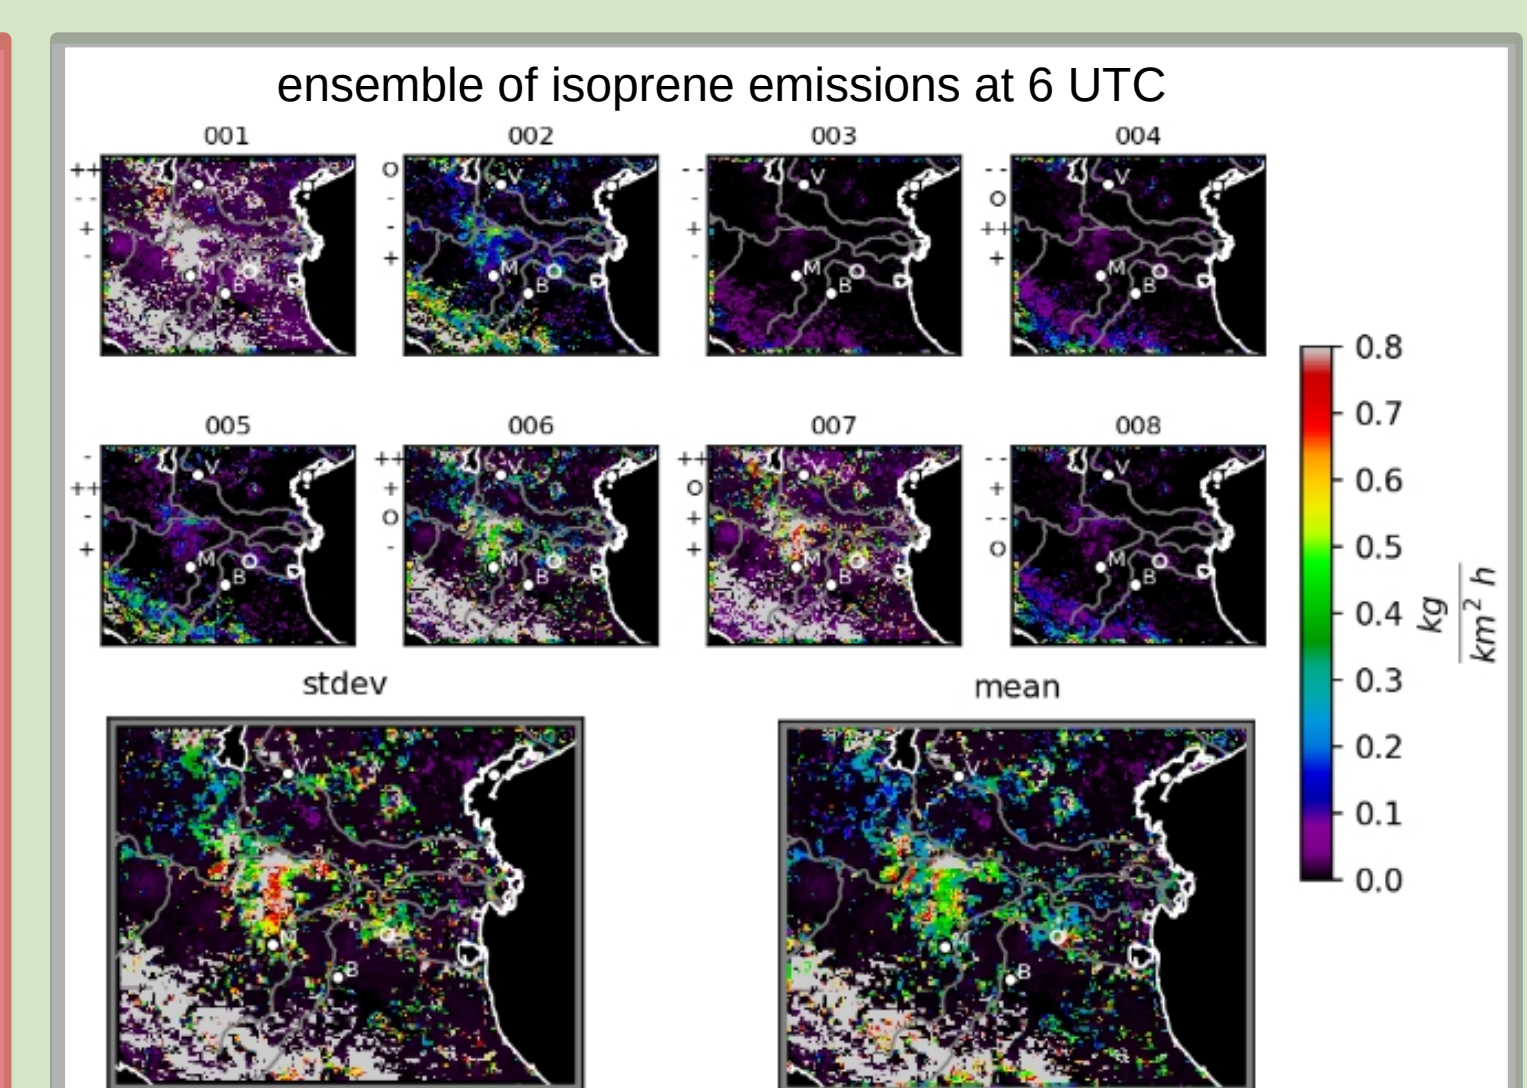 ensemble of isoprene emissions at 6 UTC
001 002 003 004
++ O -- --
-- - - O
+ - + ++
- + - +
V V V V
M M M M
B B B B
005 006 007 008
- ++ ++ --
++ + O +
- O + --
+ - + O
V V V V
M M M M
B B B B
stdev mean
V V
M M
B B
0.8
0.7
0.6
0.5
0.4
0.3
0.2
0.1
0.0
kg
km² h